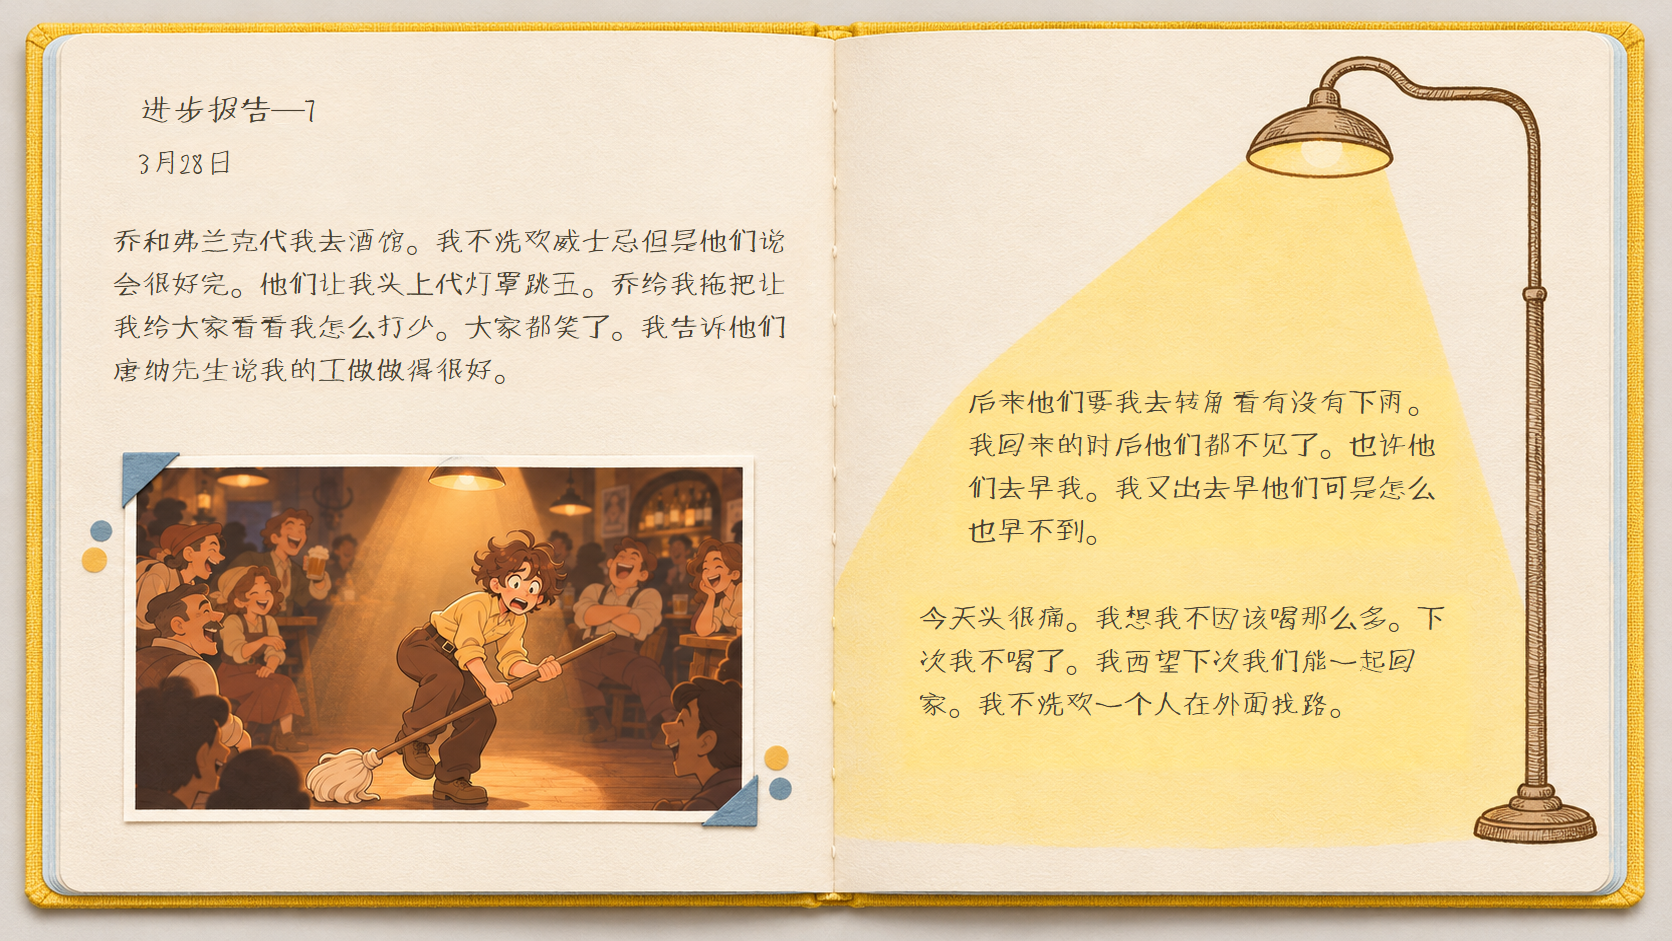 进步报告—7
3月28日
乔和弗兰克代我去酒馆。我不洗欢威士忌但是他们说
会很好完。他们让我头上代灯罩跳五。乔给我拖把让
我给大家看看我怎么打少。大家都笑了。我告诉他们
唐纳先生说我的工做做得很好。
后来他们要我去转角看有没有下雨。
我回来的时后他们都不见了。也许他
们去早我。我又出去早他们可是怎么
也早不到。
今天头很痛。我想我不因该喝那么多。下
次我不喝了。我西望下次我们能一起回
家。我不洗欢一个人在外面找路。